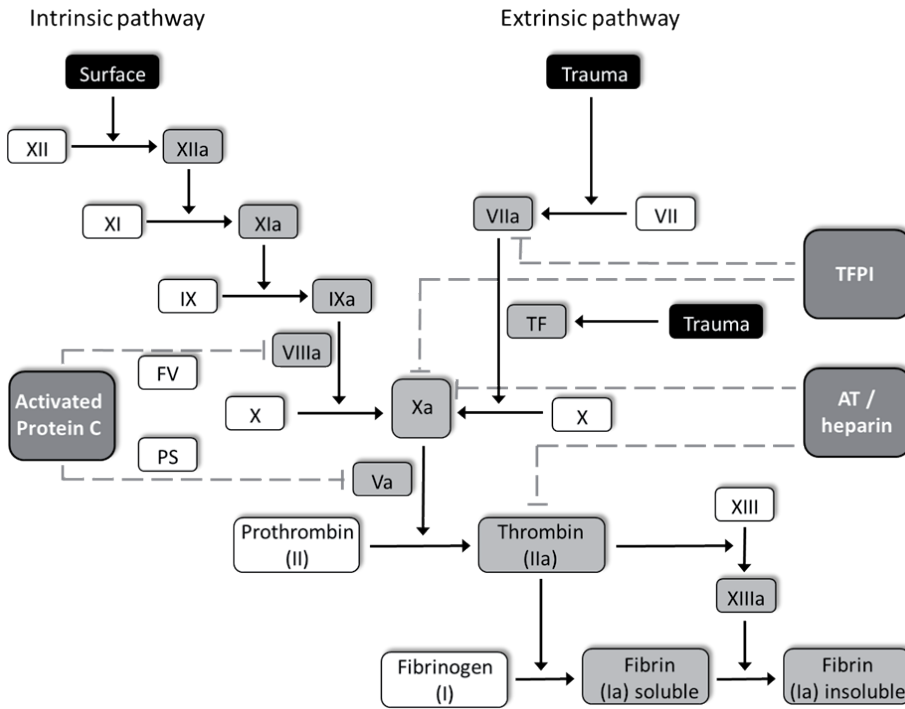 Intrinsic pathway
Extrinsic pathway
Surface
Trauma
XII
XIIa
XI
XIa
VIIa
VII
TFPI
IX
IXa
TF
Trauma
VIIIa
FV
Activated
Protein C
X
Xa
X
AT /
heparin
PS
Va
XIII
Prothrombin
(II)
Thrombin
(IIa)
XIIIa
Fibrinogen
(I)
Fibrin
(Ia) soluble
Fibrin
(Ia) insoluble